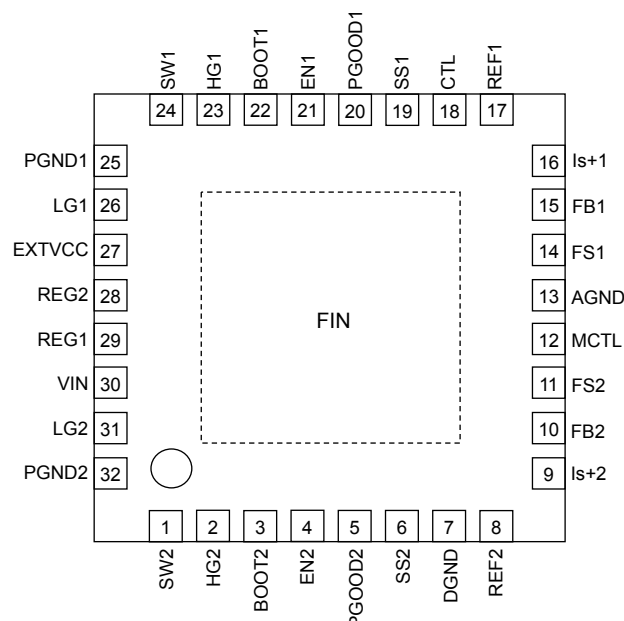 SW1 HG1 BOOT1 EN1 PGOOD1 SS1 CTL REF1
24 23 22 21 20 19 18 17
PGND1 25 16 Is+1
LG1 26 15 FB1
EXTVCC 27 14 FS1
REG2 28 13 AGND
FIN
REG1 29 12 MCTL
VIN 30 11 FS2
LG2 31 10 FB2
PGND2 32 9 Is+2
1 2 3 4 5 6 7 8
SW2 HG2 BOOT2 EN2 PGOOD2 SS2 DGND REF2